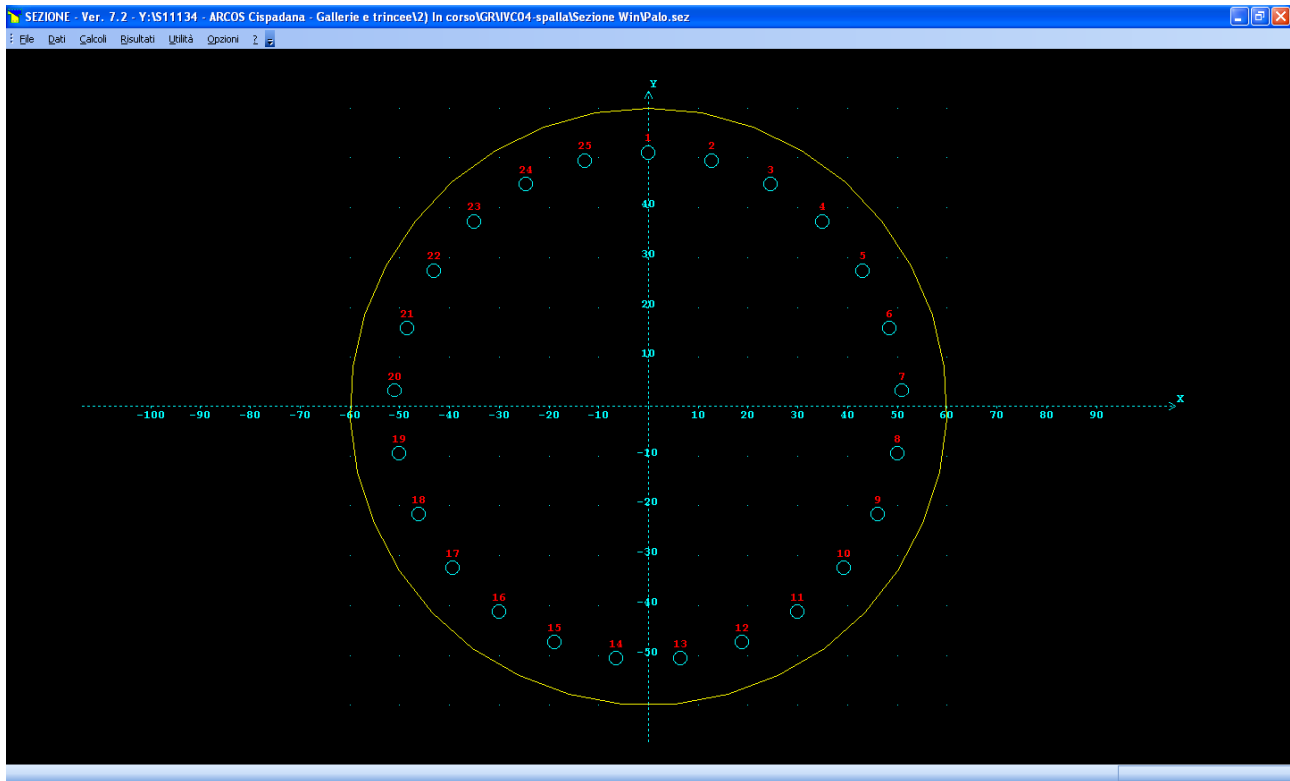 SEZIONE - Ver. 7.2 - Y:\S11134 - ARCOS Cispadana - Gallerie e trincee\2) In corso\GR\IVC04-spalla\Sezione Win\Palo.sez
File Dati Calcoli Risultati Utilità Opzioni ?
Y
25 1 2
24 3
23 40 4
22 30 5
21 20 6
10
20 7
X
-100 -90 -80 -70 -60 -50 -40 -30 -20 -10 10 20 30 40 50 60 70 80 90
19 -10 8
18 -20 9
17 -30 10
16 -40 11
15 12
14 -50 13